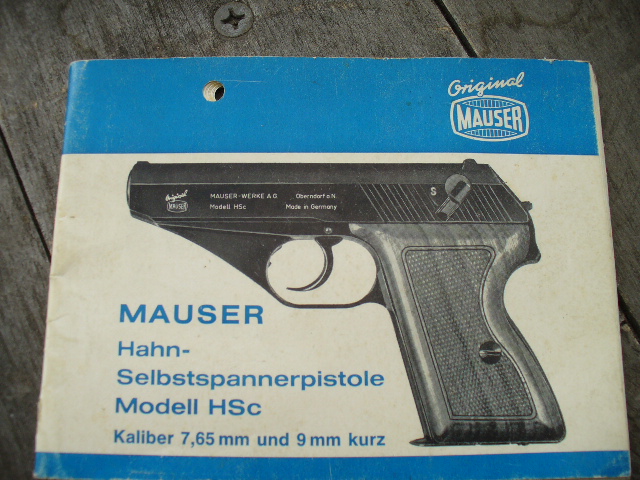 Original
MAUSER
Original
MAUSER
MAUSER-WERKE A G Oberndorf a.N.
Modell HSc Made in Germany
S
MAUSER
Hahn-
Selbstspannerpistole
Modell HSc
Kaliber 7,65 mm und 9 mm kurz